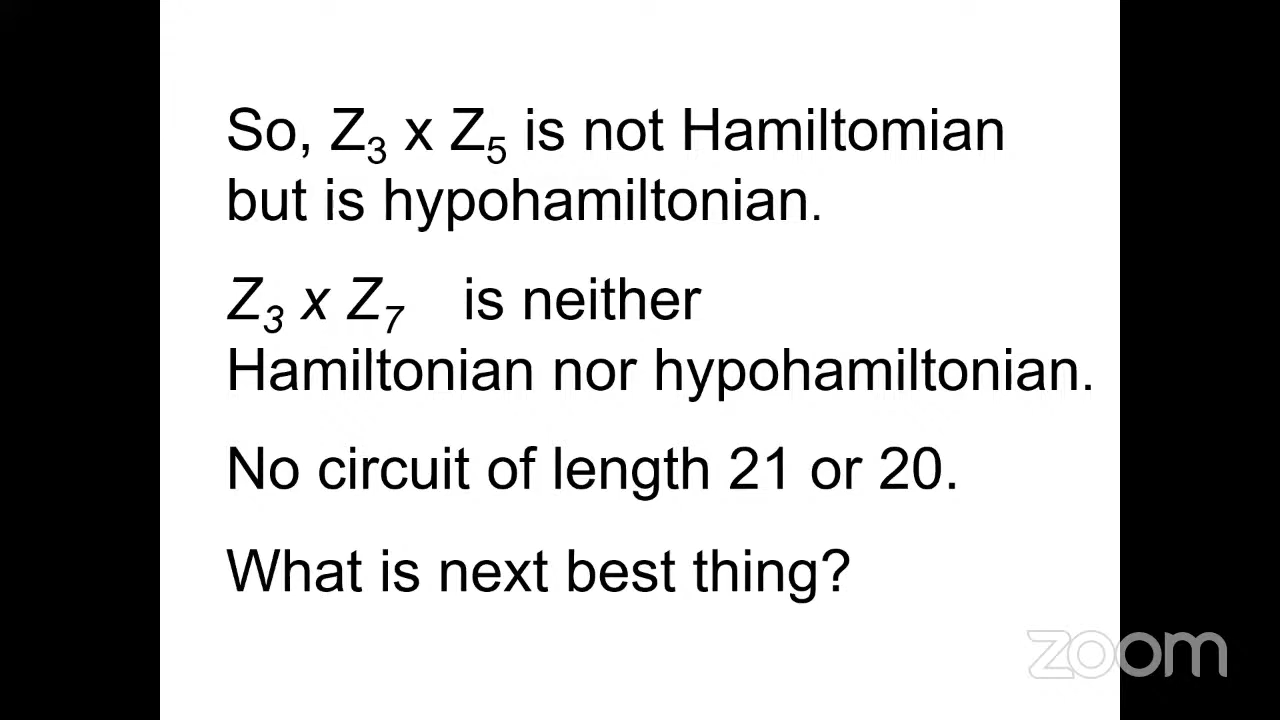 So, Z₃ x Z₅ is not Hamiltomian
but is hypohamiltonian.
Z₃ x Z₇ is neither
Hamiltonian nor hypohamiltonian.
No circuit of length 21 or 20.
What is next best thing?
zoom